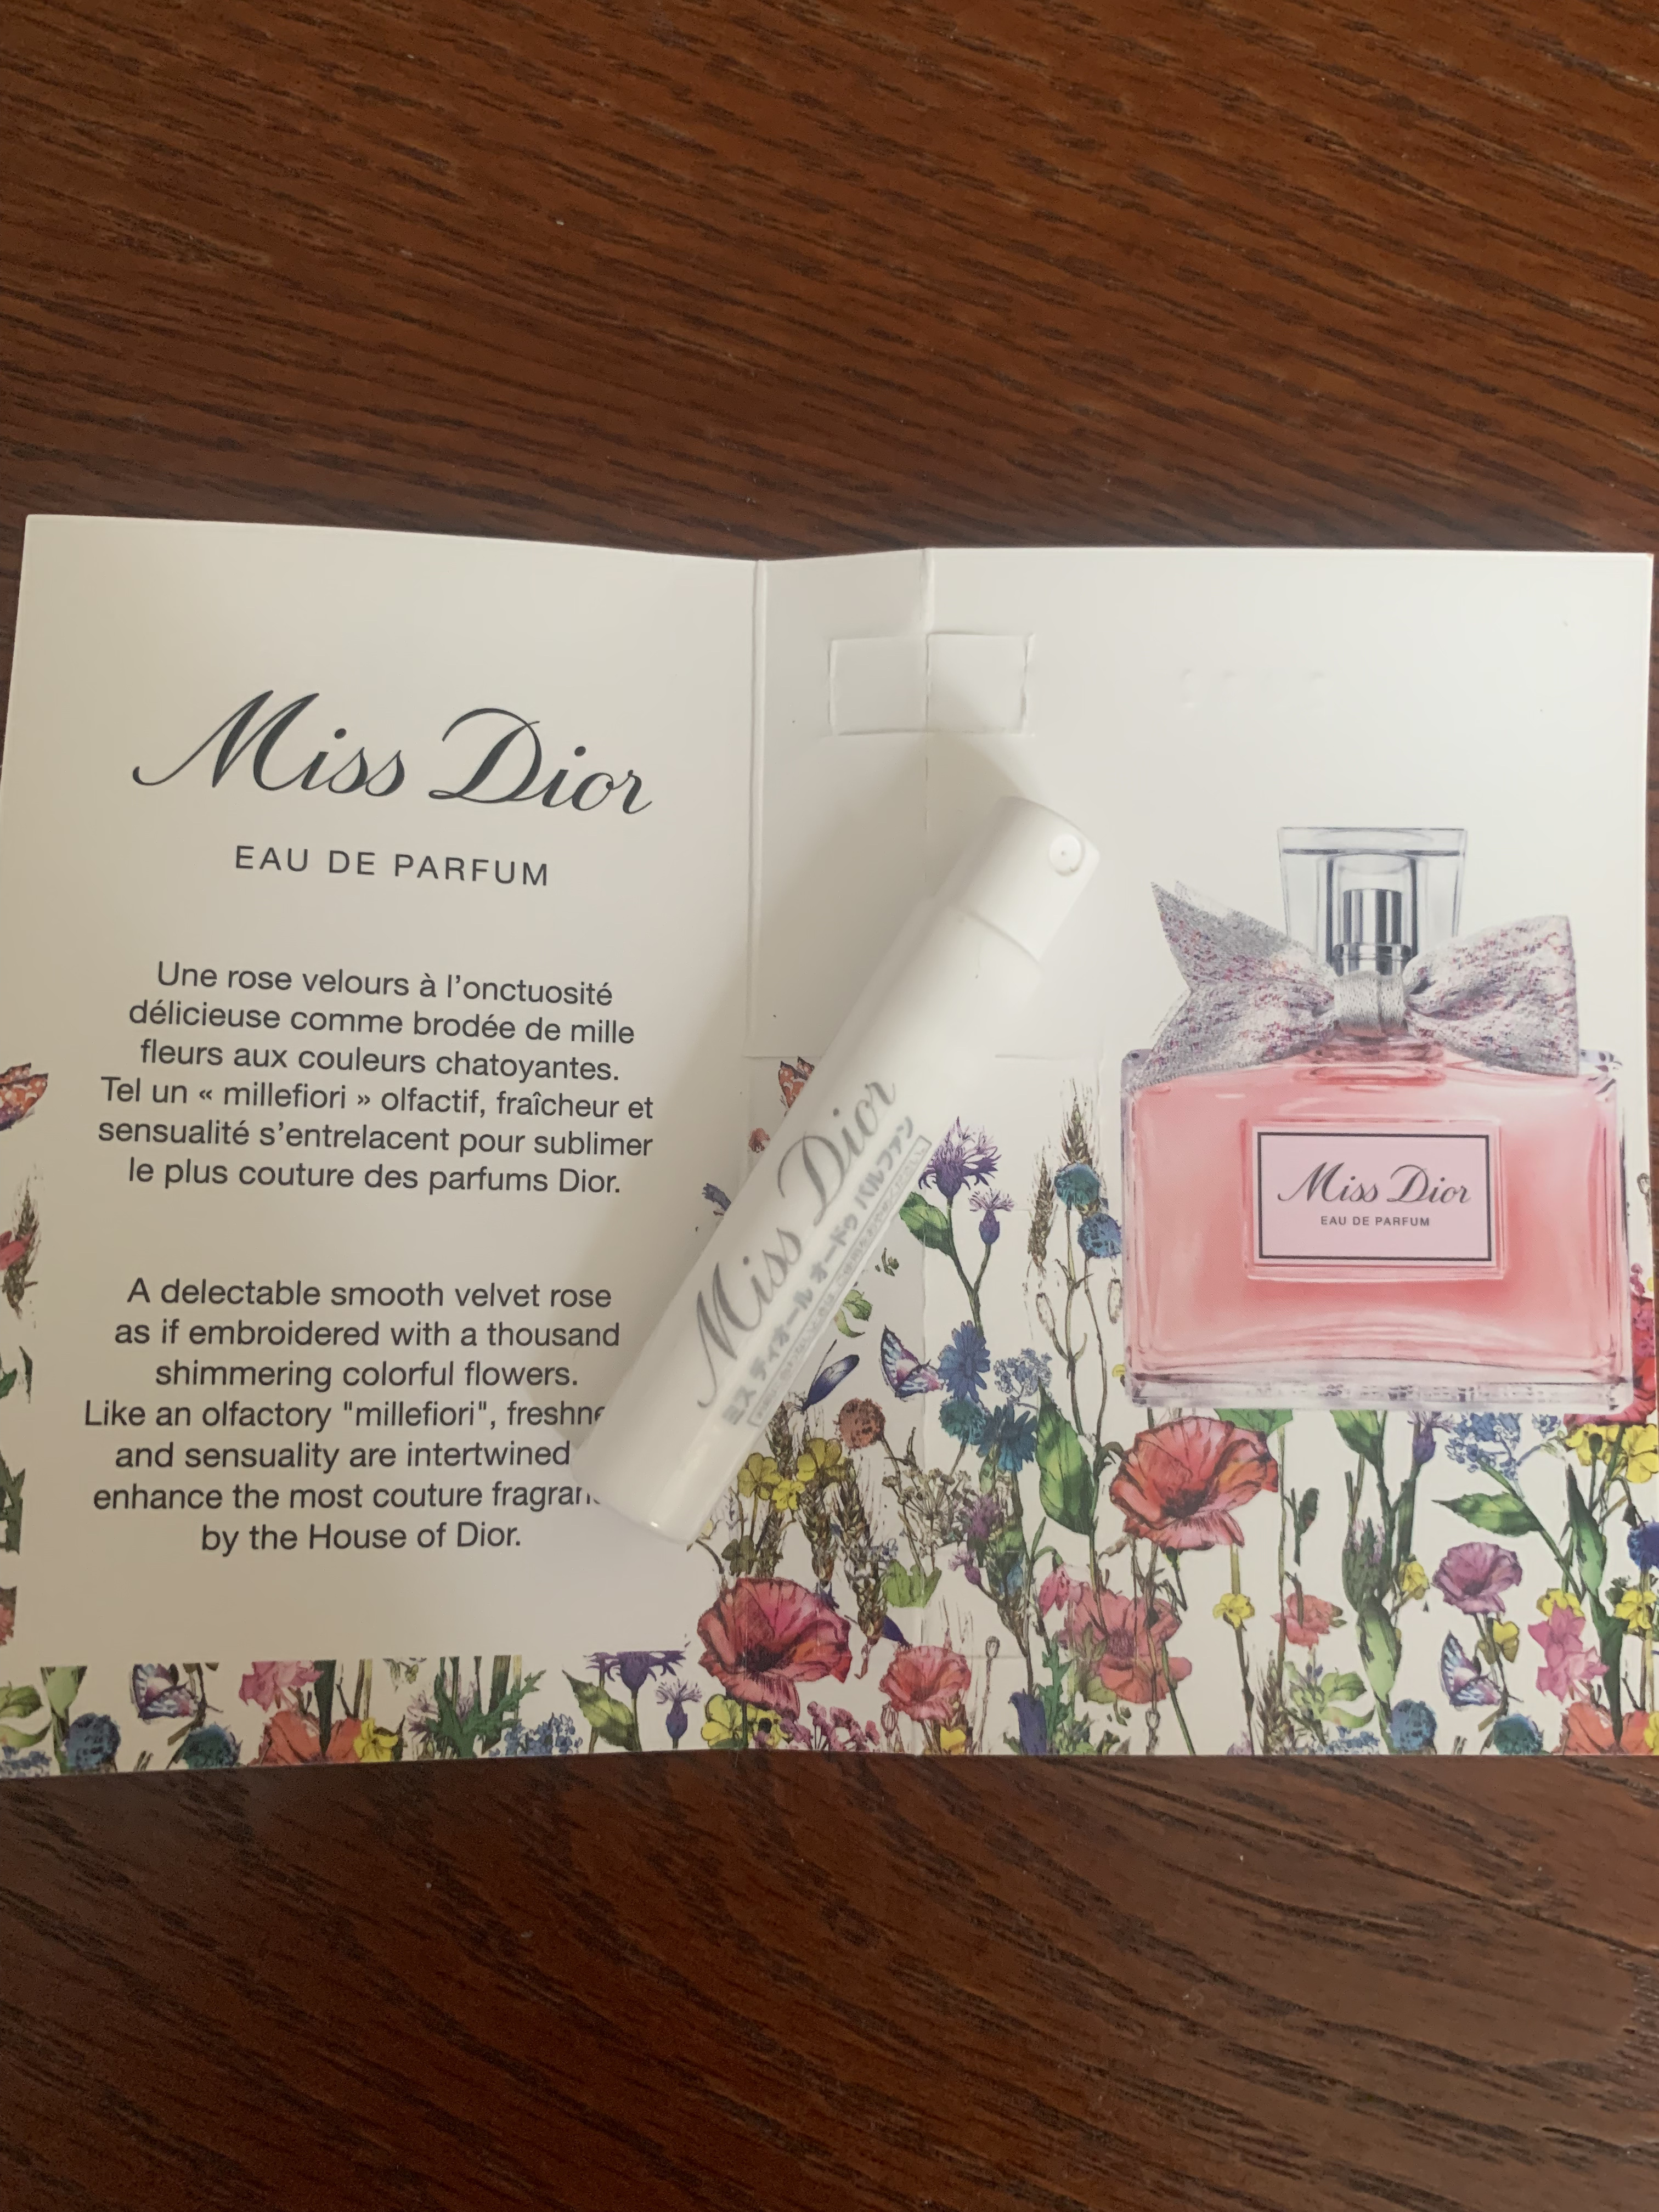 Miss Dior
EAU DE PARFUM
Une rose velours à l'onctuosité
délicieuse comme brodée de mille
fleurs aux couleurs chatoyantes.
Tel un « millefiori » olfactif, fraîcheur et
sensualité s'entrelacent pour sublimer
le plus couture des parfums Dior.
A delectable smooth velvet rose
as if embroidered with a thousand
shimmering colorful flowers.
Like an olfactory "millefiori", freshne
and sensuality are intertwined
enhance the most couture fragran
by the House of Dior.
Miss Dior
ミス ディオール オードゥ パルファン
Miss Dior
EAU DE PARFUM